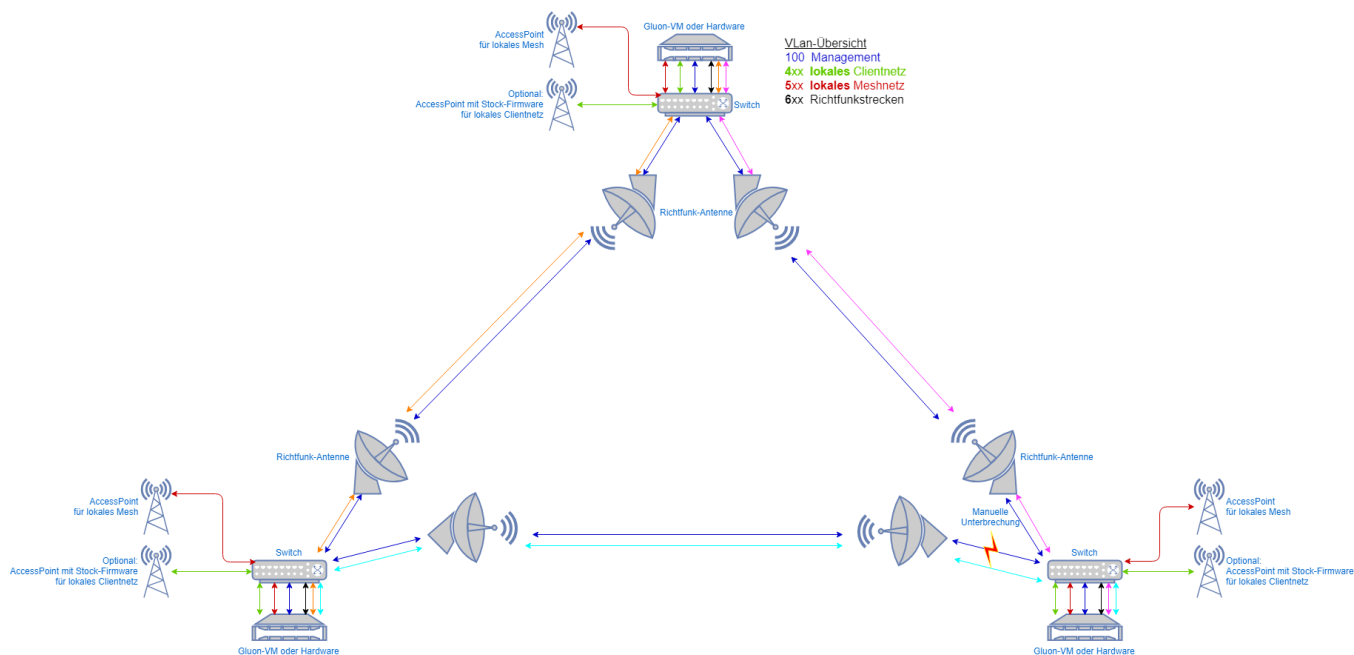 Gluon-VM oder Hardware
AccessPoint
für lokales Mesh
VLan-Übersicht
100 Management
4xx lokales Clientnetz
5xx lokales Meshnetz
6xx Richtfunkstrecken
Optional:
AccessPoint mit Stock-Firmware
für lokales Clientnetz
Switch
Richtfunk-Antenne
Richtfunk-Antenne
Richtfunk-Antenne
AccessPoint
für lokales Mesh
Manuelle
Unterbrechung
AccessPoint
für lokales Mesh
Optional:
AccessPoint mit Stock-Firmware
für lokales Clientnetz
Switch
Switch
Optional:
AccessPoint mit Stock-Firmware
für lokales Clientnetz
Gluon-VM oder Hardware
Gluon-VM oder Hardware